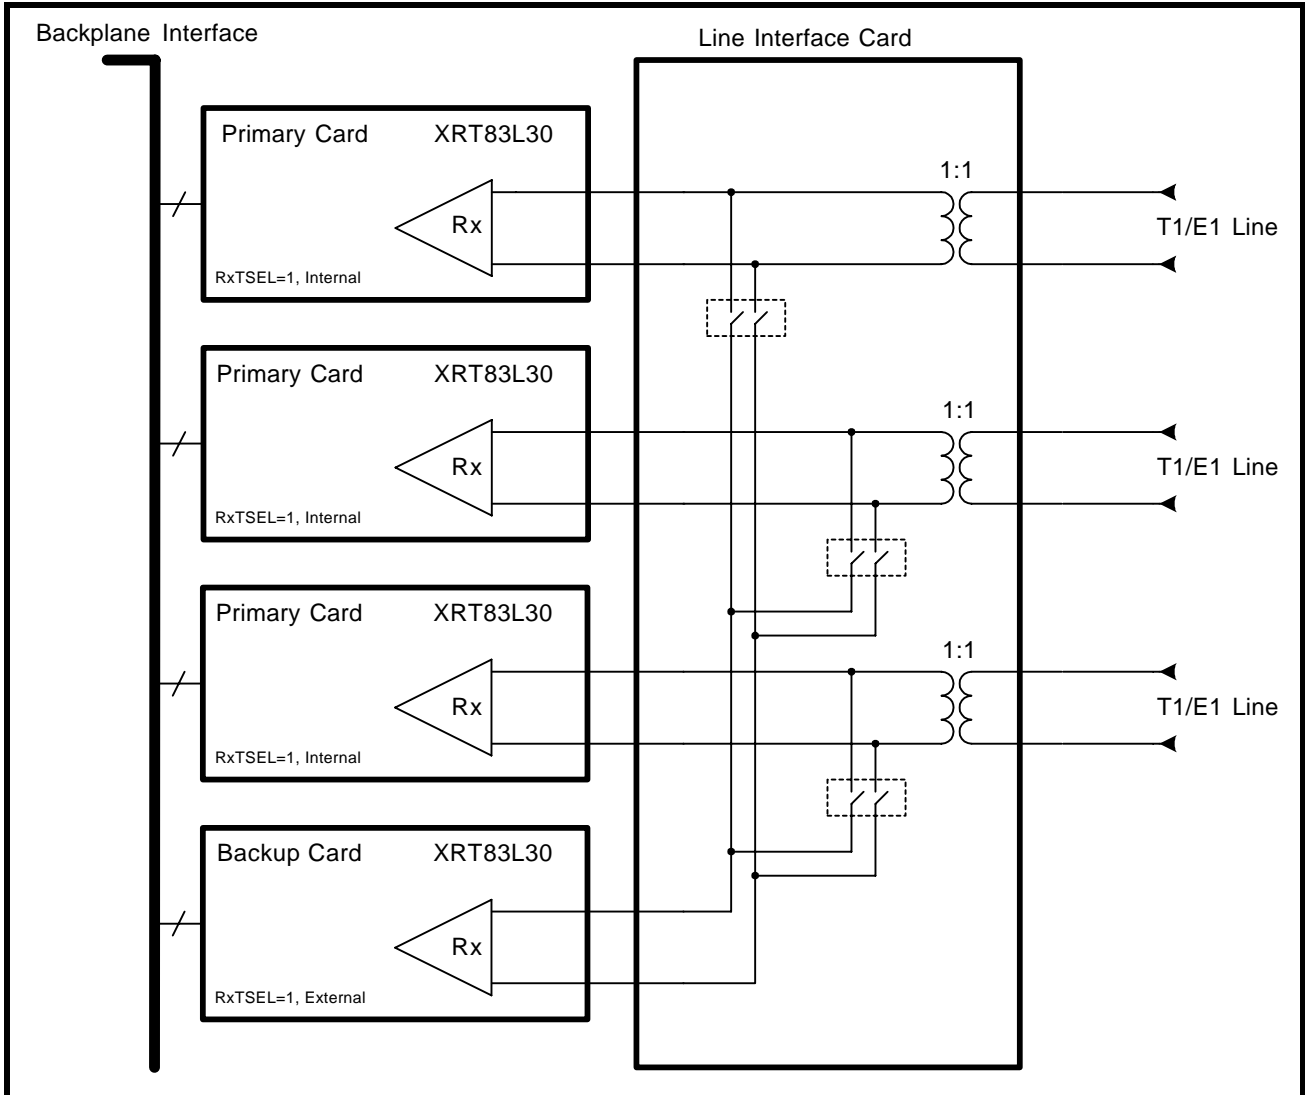 Backplane Interface
Line Interface Card
Primary Card XRT83L30
1:1
Rx
T1/E1 Line
RxTSEL=1, Internal
Primary Card XRT83L30
1:1
Rx
T1/E1 Line
RxTSEL=1, Internal
Primary Card XRT83L30
1:1
Rx
T1/E1 Line
RxTSEL=1, Internal
Backup Card XRT83L30
Rx
RxTSEL=1, External